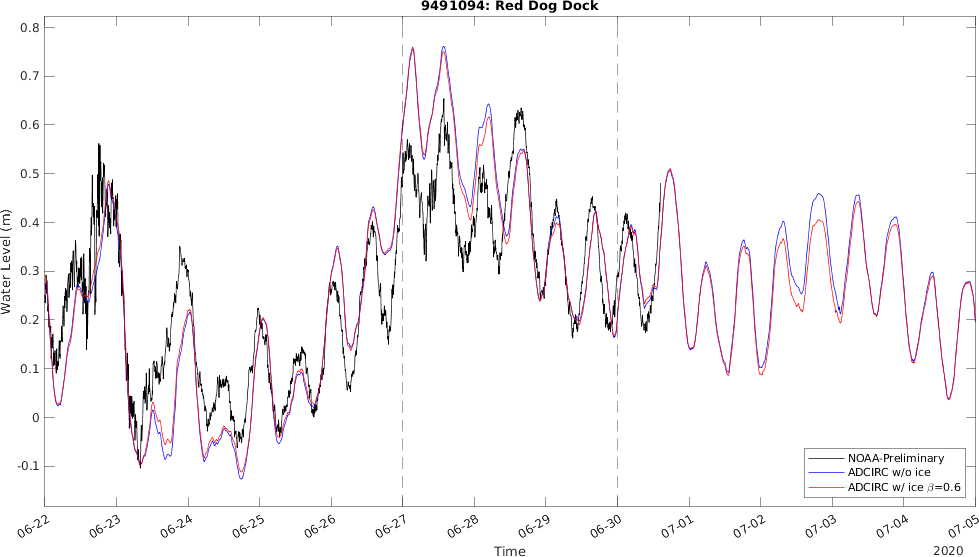 9491094: Red Dog Dock
Water Level (m)
0.8
0.7
0.6
0.5
0.4
0.3
0.2
0.1
0
-0.1
NOAA-Preliminary
ADCIRC w/o ice
ADCIRC w/ ice β=0.6
06-22 06-23 06-24 06-25 06-26 06-27 06-28 06-29 06-30 07-01 07-02 07-03 07-04 07-05
Time
2020